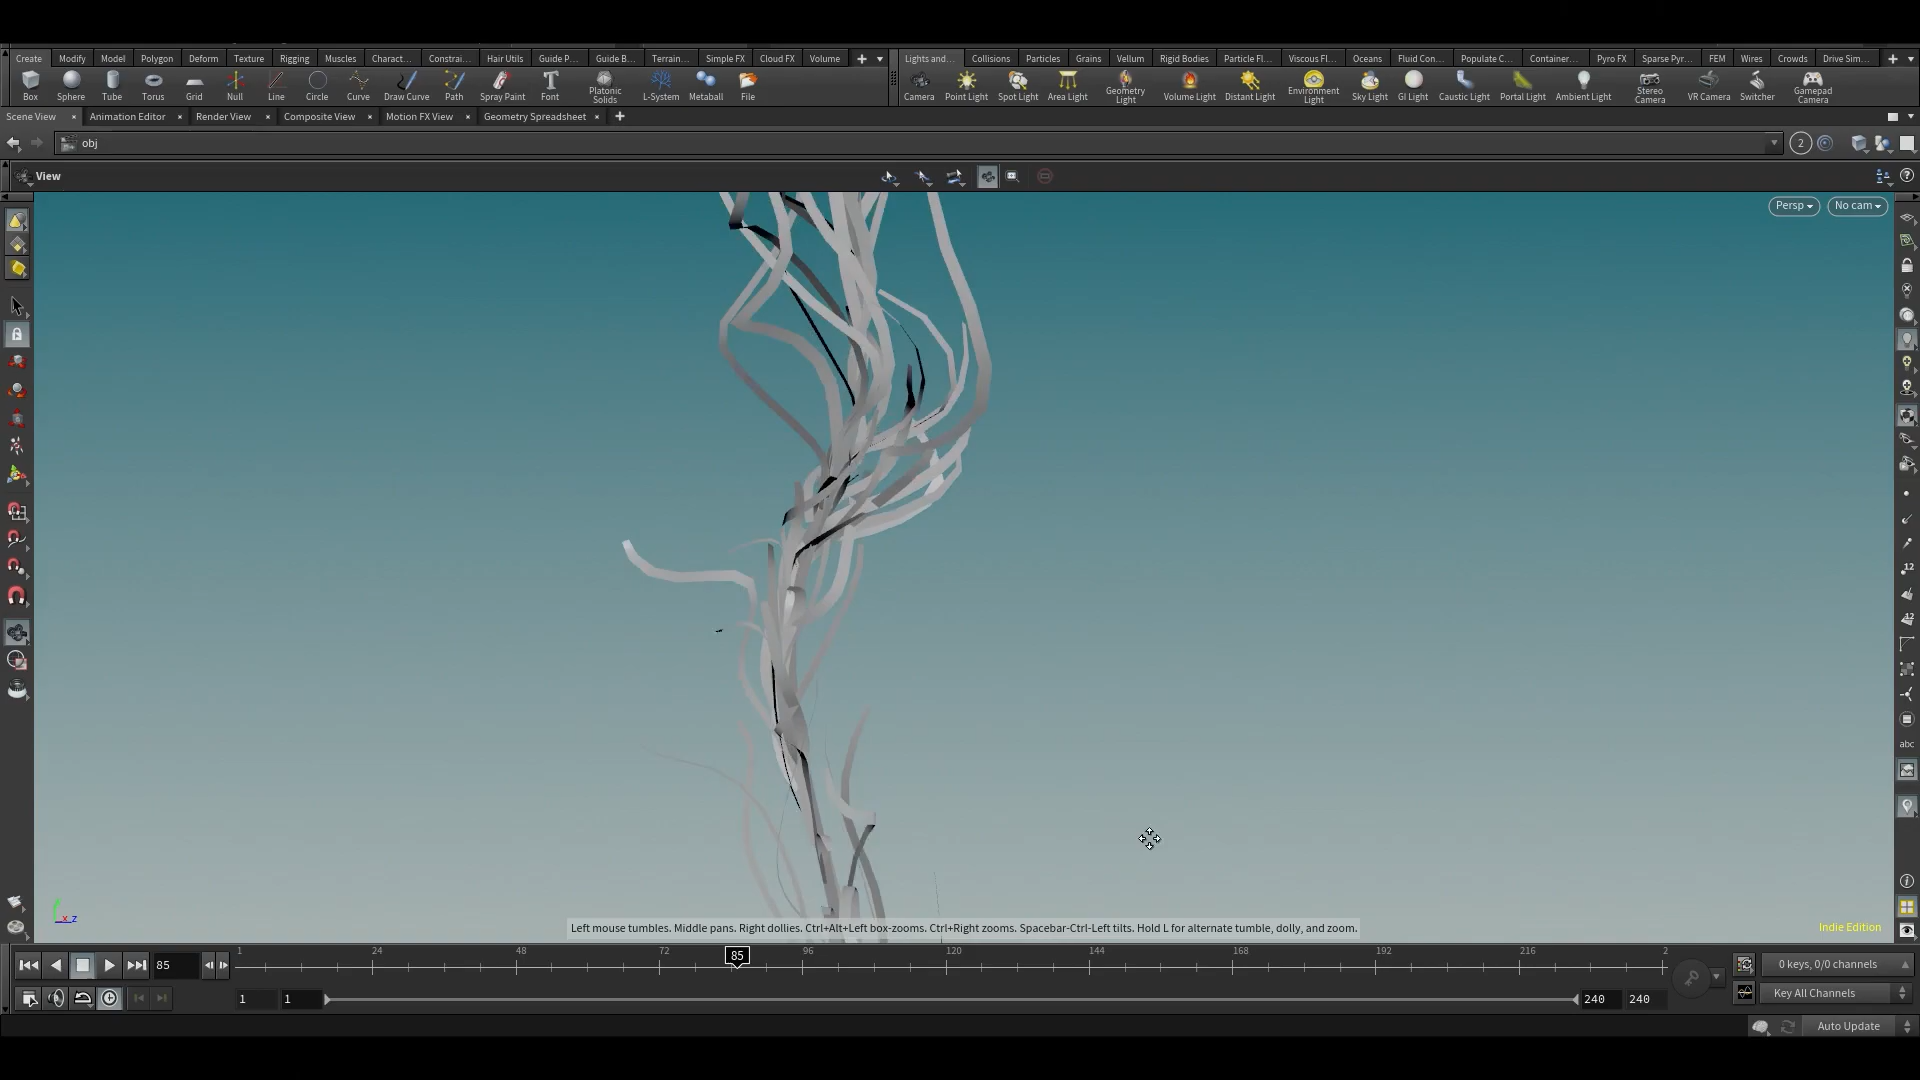 Create Modify Model Polygon Deform Texture Rigging Muscles Charact... Constrai... Hair Utils Guide P... Guide B... Terrain... Simple FX Cloud FX Volume
Lights and... Collisions Particles Grains Vellum Rigid Bodies Particle Fl... Viscous Fl... Oceans Fluid Con... Populate C... Container... Pyro FX Sparse Pyr... FEM Wires Crowds Drive Sim...
Box Sphere Tube Torus Grid Null Line Circle Curve Draw Curve Path Spray Paint Font Platonic Solids L-System Metaball File
Camera Point Light Spot Light Area Light Geometry Light Volume Light Distant Light Environment Light Sky Light GI Light Caustic Light Portal Light Ambient Light Stereo Camera VR Camera Switcher Gamepad Camera
Scene View Animation Editor Render View Composite View Motion FX View Geometry Spreadsheet
obj 2
View
Persp No cam
12
12
abc
x z
Left mouse tumbles. Middle pans. Right dollies. Ctrl+Alt+Left box-zooms. Ctrl+Right zooms. Spacebar-Ctrl-Left tilts. Hold L for alternate tumble, dolly, and zoom.
Indie Edition
85 1 24 48 72 85 96 120 144 168 192 216 2 0 keys, 0/0 channels
1 1 240 240 Key All Channels
Auto Update